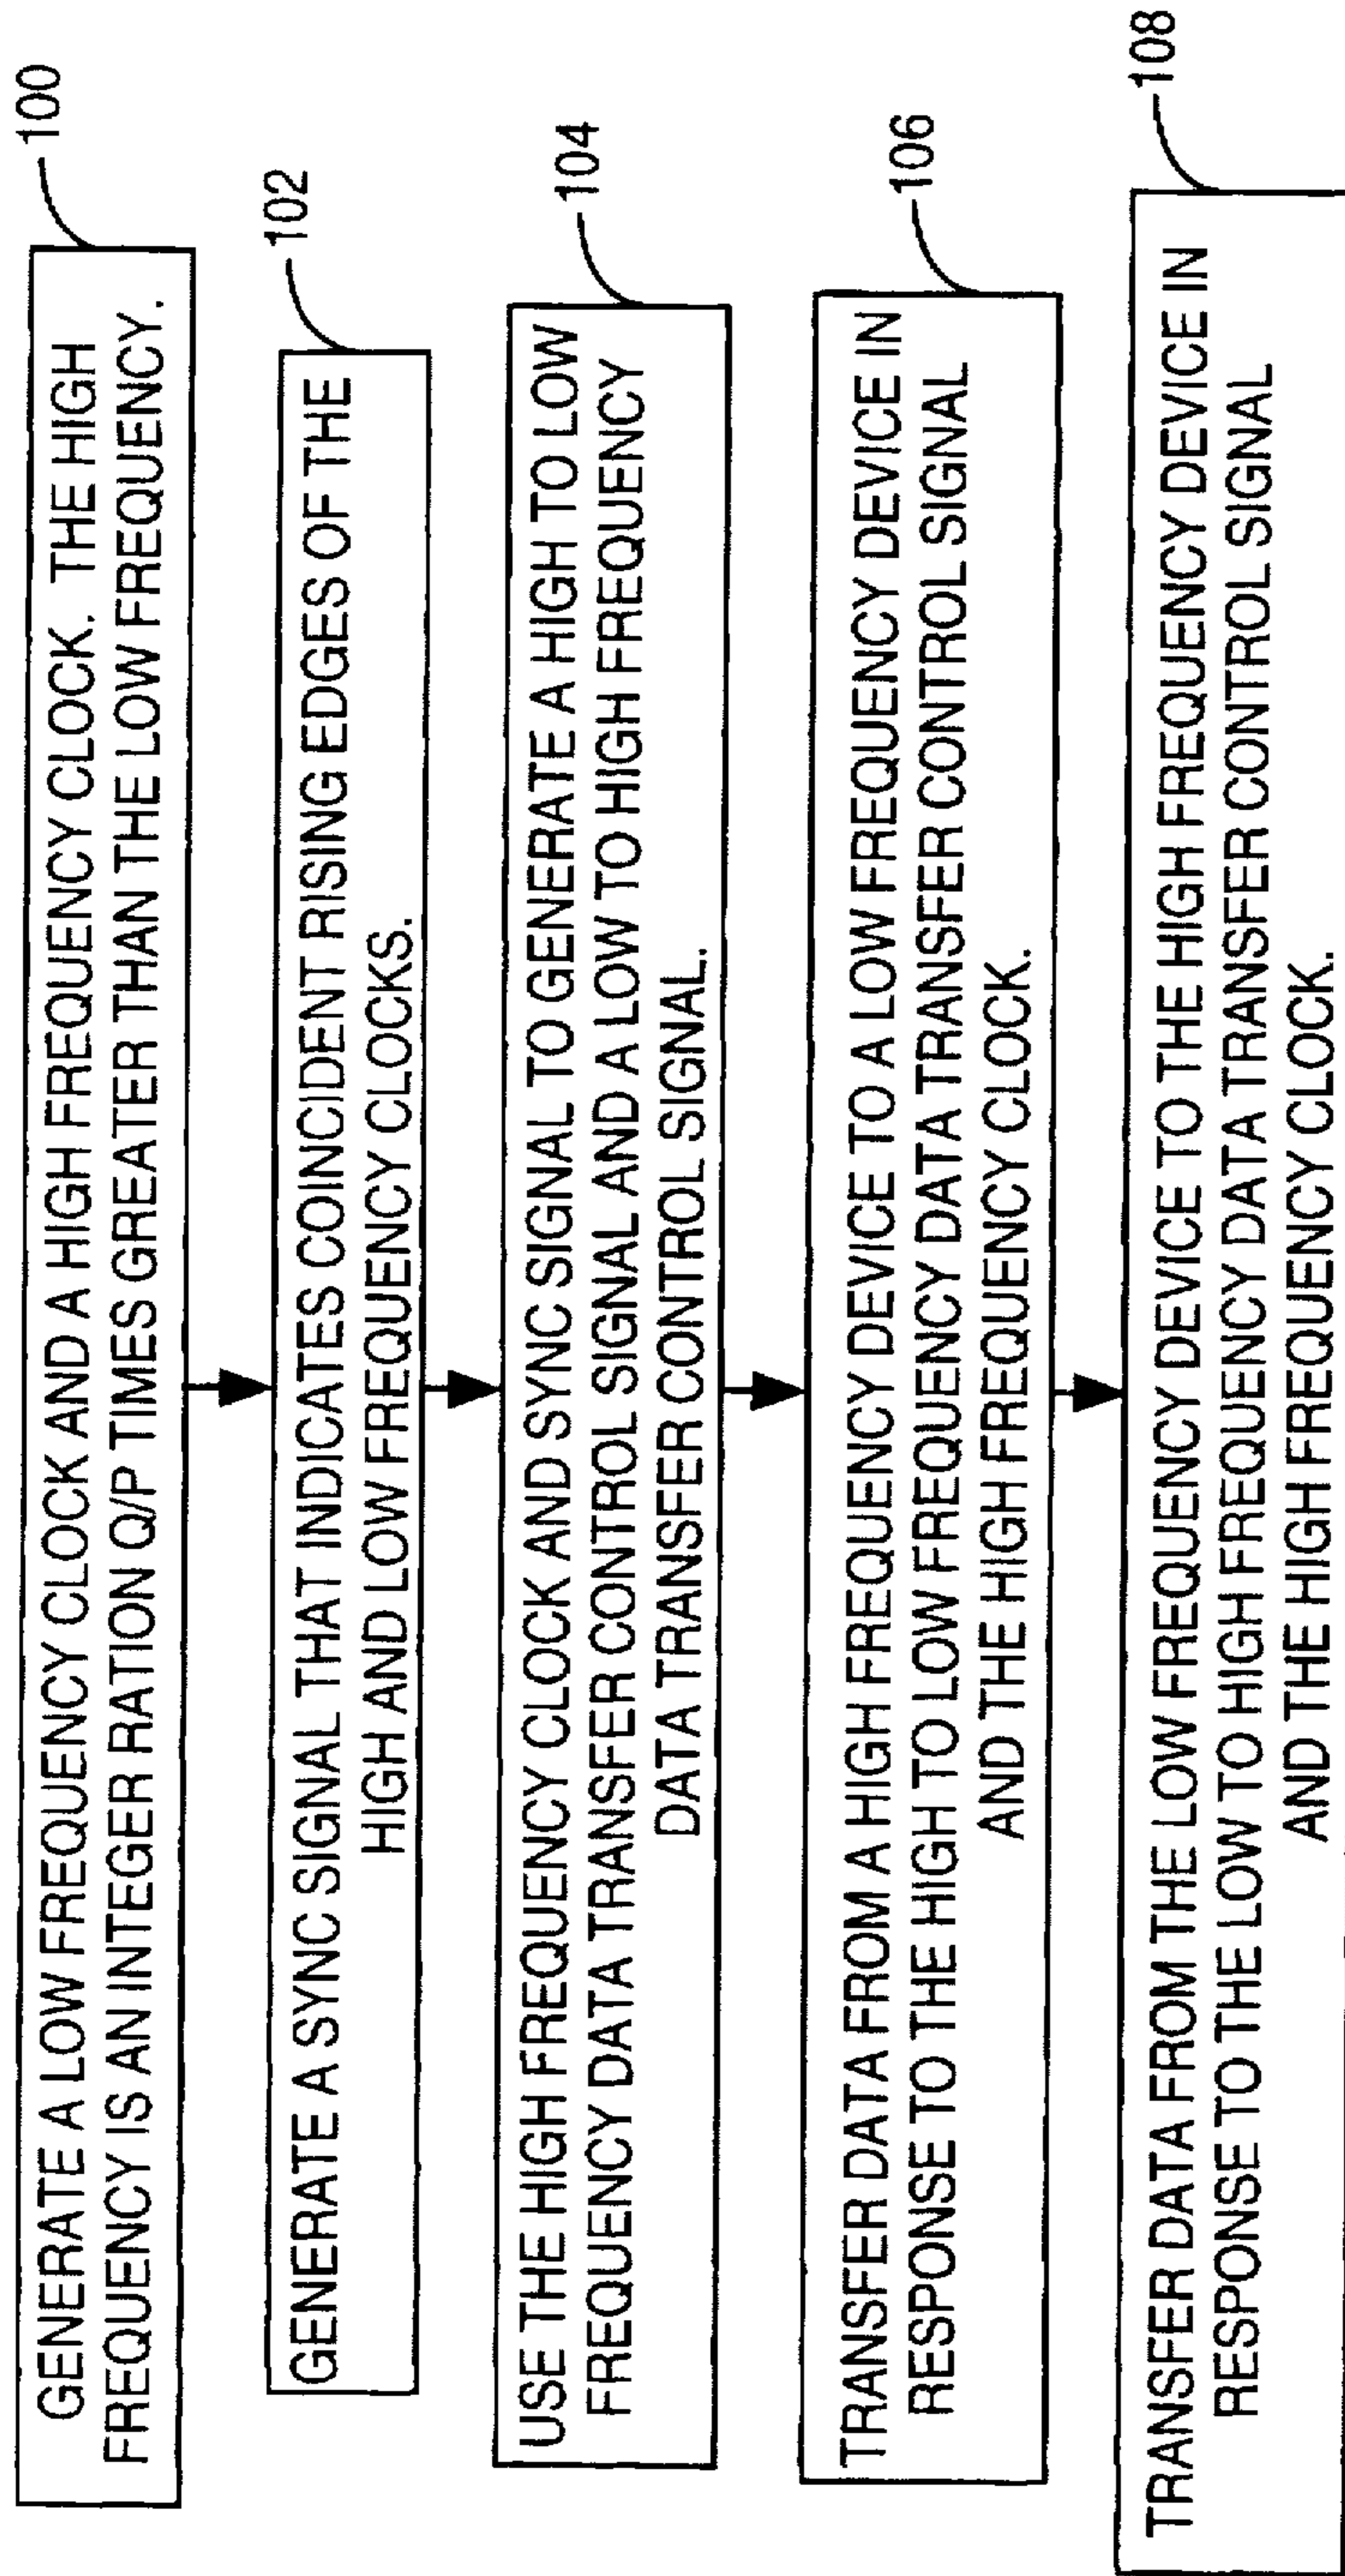 100
GENERATE A LOW FREQUENCY CLOCK AND A HIGH FREQUENCY CLOCK. THE HIGH
FREQUENCY IS AN INTEGER RATION Q/P TIMES GREATER THAN THE LOW FREQUENCY.
102
GENERATE A SYNC SIGNAL THAT INDICATES COINCIDENT RISING EDGES OF THE
HIGH AND LOW FREQUENCY CLOCKS.
104
USE THE HIGH FREQUENCY CLOCK AND SYNC SIGNAL TO GENERATE A HIGH TO LOW
FREQUENCY DATA TRANSFER CONTROL SIGNAL AND A LOW TO HIGH FREQUENCY
DATA TRANSFER CONTROL SIGNAL.
106
TRANSFER DATA FROM A HIGH FREQUENCY DEVICE TO A LOW FREQUENCY DEVICE IN
RESPONSE TO THE HIGH TO LOW FREQUENCY DATA TRANSFER CONTROL SIGNAL
AND THE HIGH FREQUENCY CLOCK.
108
TRANSFER DATA FROM THE LOW FREQUENCY DEVICE TO THE HIGH FREQUENCY DEVICE IN
RESPONSE TO THE LOW TO HIGH FREQUENCY DATA TRANSFER CONTROL SIGNAL
AND THE HIGH FREQUENCY CLOCK.